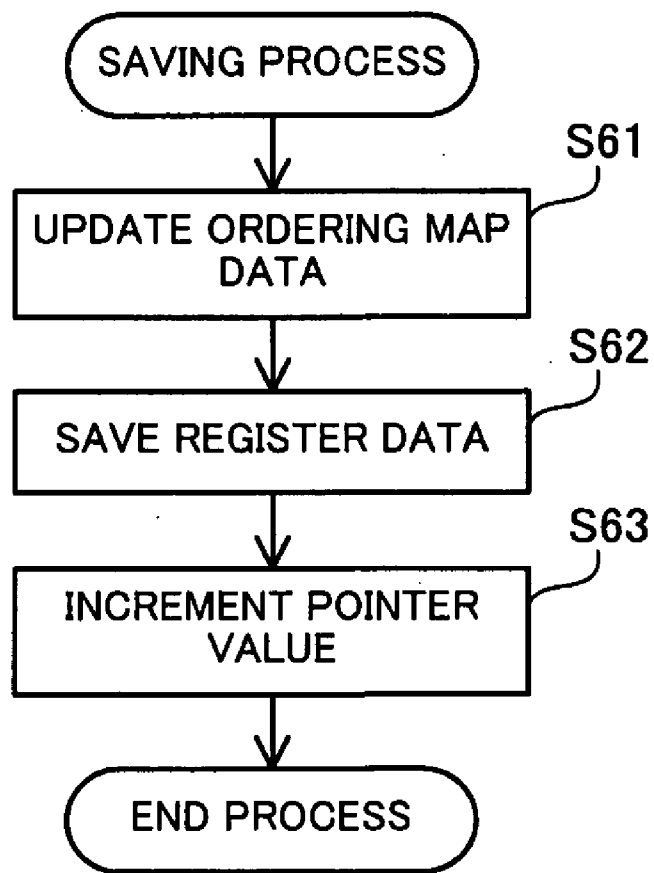 SAVING PROCESS
S61
UPDATE ORDERING MAP
DATA
S62
SAVE REGISTER DATA
S63
INCREMENT POINTER
VALUE
END PROCESS